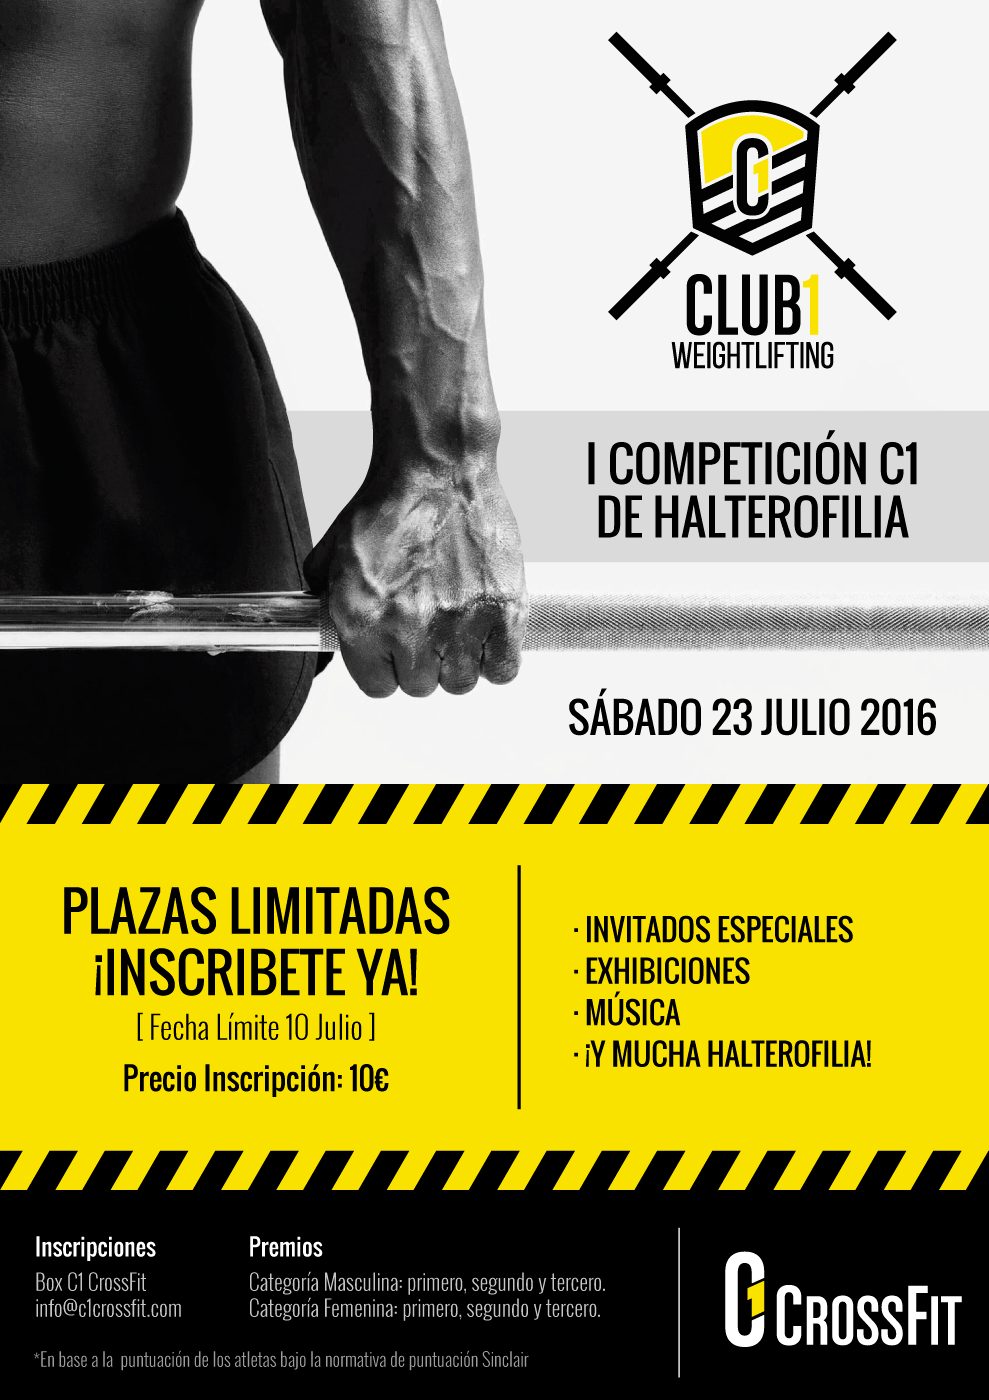 C1
CLUB1
WEIGHTLIFTING
I COMPETICIÓN C1
DE HALTEROFILIA
SÁBADO 23 JULIO 2016
PLAZAS LIMITADAS
¡INSCRIBETE YA!
[ Fecha Límite 10 Julio ]
Precio Inscripción: 10€
· INVITADOS ESPECIALES
· EXHIBICIONES
· MÚSICA
· ¡Y MUCHA HALTEROFILIA!
Inscripciones
Box C1 CrossFit
info@c1crossfit.com
Premios
Categoría Masculina: primero, segundo y tercero.
Categoría Femenina: primero, segundo y tercero.
*En base a la puntuación de los atletas bajo la normativa de puntuación Sinclair
C1 CROSSFIT